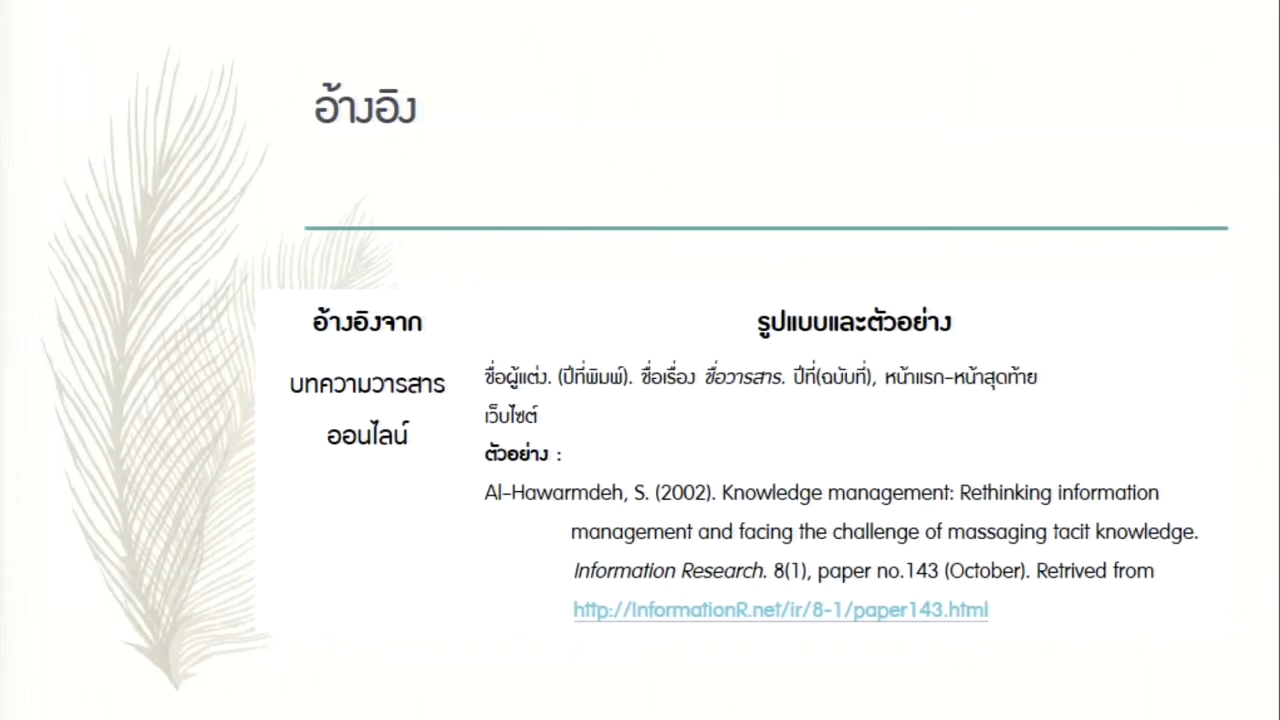 อ้างอิง
อ้างอิงจาก
รูปแบบและตัวอย่าง
บทความวารสาร
ออนไลน์
ชื่อผู้แต่ง. (ปีที่พิมพ์). ชื่อเรื่อง ชื่อวารสาร. ปีที่(ฉบับที่), หน้าแรก-หน้าสุดท้าย
เว็บไซต์
ตัวอย่าง :
Al-Hawarmdeh, S. (2002). Knowledge management: Rethinking information
management and facing the challenge of massaging tacit knowledge.
Information Research. 8(1), paper no.143 (October). Retrived from
http://InformationR.net/ir/8-1/paper143.html